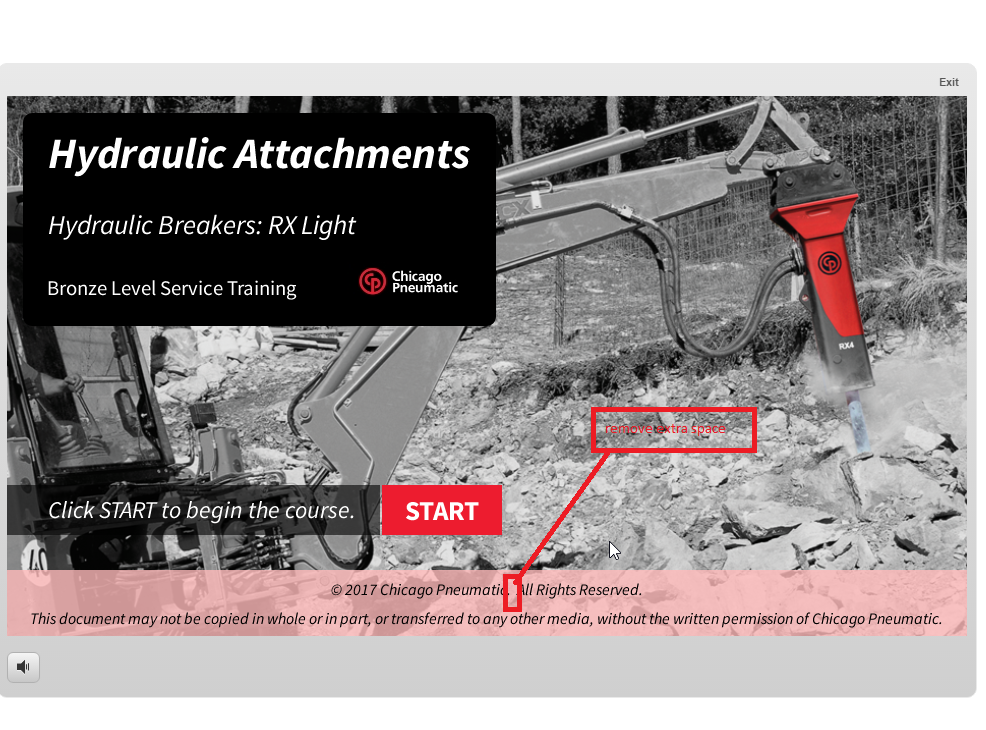 Exit
Hydraulic Attachments
Hydraulic Breakers: RX Light
Bronze Level Service Training
Chicago
Pneumatic
RX4
remove extra space
Click START to begin the course.
START
© 2017 Chicago Pneumatic.  All Rights Reserved.
This document may not be copied in whole or in part, or transferred to any other media, without the written permission of Chicago Pneumatic.